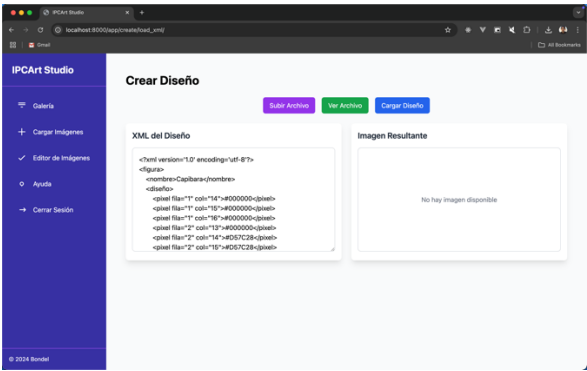 IPCArt Studio
localhost:8000/app/create/load_xml/
Gmail
All Bookmarks
IPCArt Studio
Galería
Cargar Imágenes
Editor de Imágenes
Ayuda
Cerrar Sesión
© 2024 Bondel
Crear Diseño
Subir Archivo
Ver Archivo
Cargar Diseño
XML del Diseño
<?xml version='1.0' encoding='utf-8'?>
<figura>
<nombre>Capibara</nombre>
<diseño>
<pixel fila="1" col="14">#000000</pixel>
<pixel fila="1" col="15">#000000</pixel>
<pixel fila="1" col="16">#000000</pixel>
<pixel fila="2" col="13">#000000</pixel>
<pixel fila="2" col="14">#D57C28</pixel>
<pixel fila="2" col="15">#D57C28</pixel>
Imagen Resultante
No hay imagen disponible